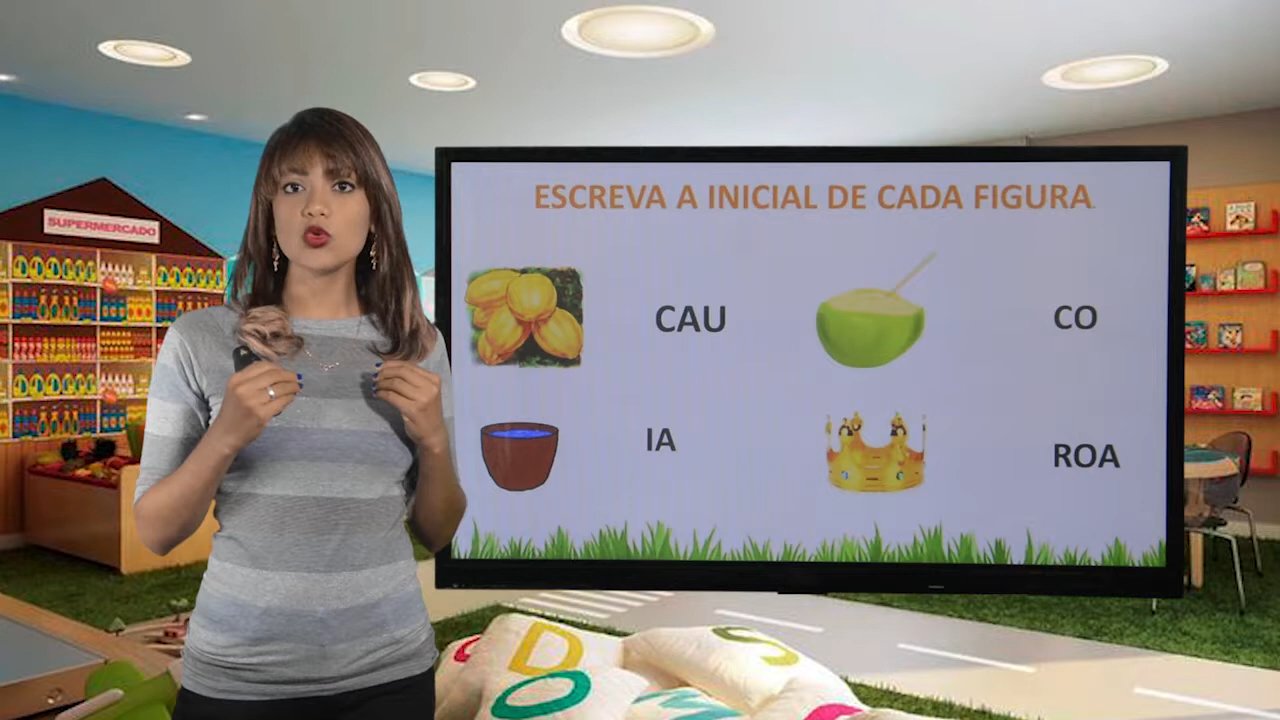 SUPERMERCADO
ESCREVA A INICIAL DE CADA FIGURA
CAU
CO
IA
ROA
D
S
O